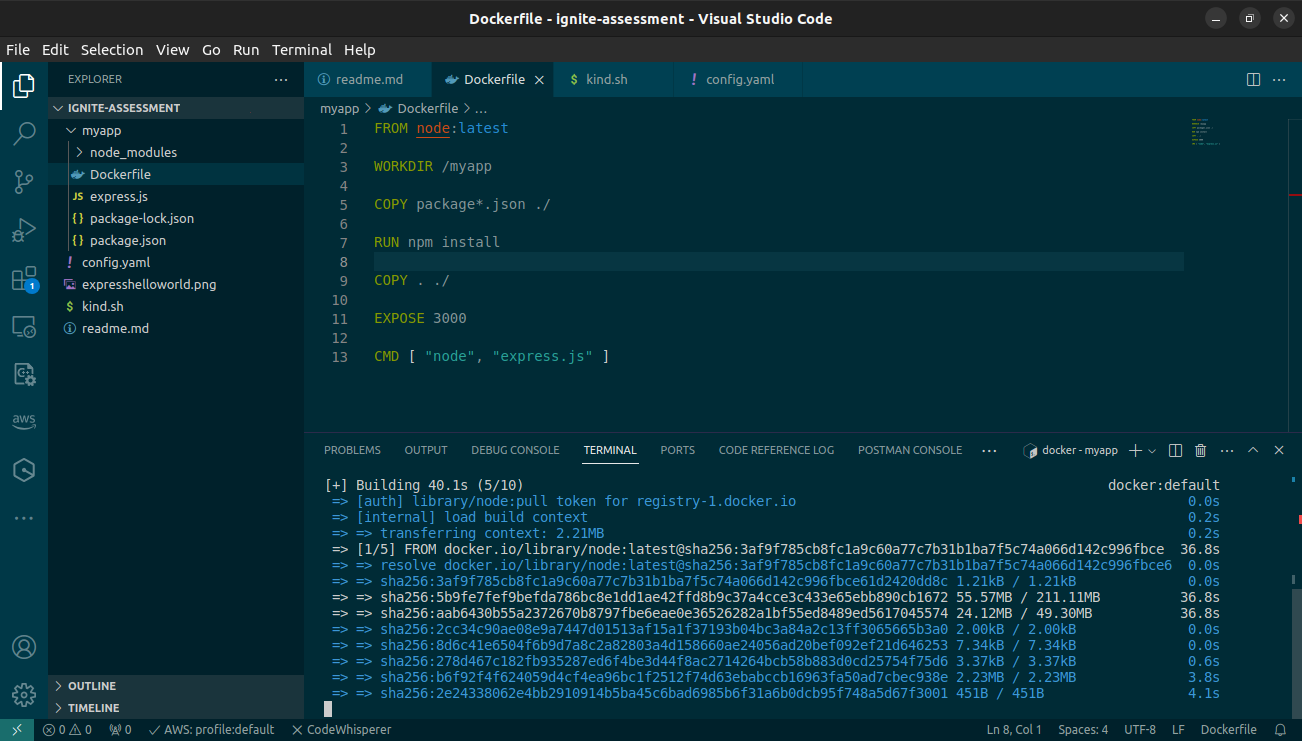 Dockerfile - ignite-assessment - Visual Studio Code
File Edit Selection View Go Run Terminal Help
EXPLORER
IGNITE-ASSESSMENT
myapp
node_modules
Dockerfile
JS express.js
{} package-lock.json
{} package.json
! config.yaml
expresshelloworld.png
$ kind.sh
readme.md
OUTLINE
TIMELINE
1
aws
readme.md Dockerfile $ kind.sh ! config.yaml
myapp > Dockerfile > ...
1 FROM node:latest
2
3 WORKDIR /myapp
4
5 COPY package*.json ./
6
7 RUN npm install
8
9 COPY . ./
10
11 EXPOSE 3000
12
13 CMD [ "node", "express.js" ]
PROBLEMS OUTPUT DEBUG CONSOLE TERMINAL PORTS CODE REFERENCE LOG POSTMAN CONSOLE ... docker - myapp
[+] Building 40.1s (5/10) docker:default
=> [auth] library/node:pull token for registry-1.docker.io 0.0s
=> [internal] load build context 0.2s
=> => transferring context: 2.21MB 0.2s
=> [1/5] FROM docker.io/library/node:latest@sha256:3af9f785cb8fc1a9c60a77c7b31b1ba7f5c74a066d142c996fbce 36.8s
=> => resolve docker.io/library/node:latest@sha256:3af9f785cb8fc1a9c60a77c7b31b1ba7f5c74a066d142c996fbce6 0.0s
=> => sha256:3af9f785cb8fc1a9c60a77c7b31b1ba7f5c74a066d142c996fbce61d2420dd8c 1.21kB / 1.21kB 0.0s
=> => sha256:5b9fe7fef9befda786bc8e1dd1ae42ffd8b9c37a4cce3c433e65ebb890cb1672 55.57MB / 211.11MB 36.8s
=> => sha256:aab6430b55a2372670b8797fbe6eae0e36526282a1bf55ed8489ed5617045574 24.12MB / 49.30MB 36.8s
=> => sha256:2cc34c90ae08e9a7447d01513af15a1f37193b04bc3a84a2c13ff3065665b3a0 2.00kB / 2.00kB 0.0s
=> => sha256:8d6c41e6504f6b9d7a8c2a82803a4d158660ae24056ad20bef092ef21d646253 7.34kB / 7.34kB 0.0s
=> => sha256:278d467c182fb935287ed6f4be3d44f8ac2714264bcb58b883d0cd25754f75d6 3.37kB / 3.37kB 0.6s
=> => sha256:b6f92f4f624059d4cf4ea96bc1f2512f74d63ebabccb16963fa50ad7cbec938e 2.23MB / 2.23MB 3.8s
=> => sha256:2e24338062e4bb2910914b5ba45c6bad6985b6f31a6b0dcb95f748a5d67f3001 451B / 451B 4.1s
0 0 0 AWS: profile:default CodeWhisperer Ln 8, Col 1 Spaces: 4 UTF-8 LF Dockerfile